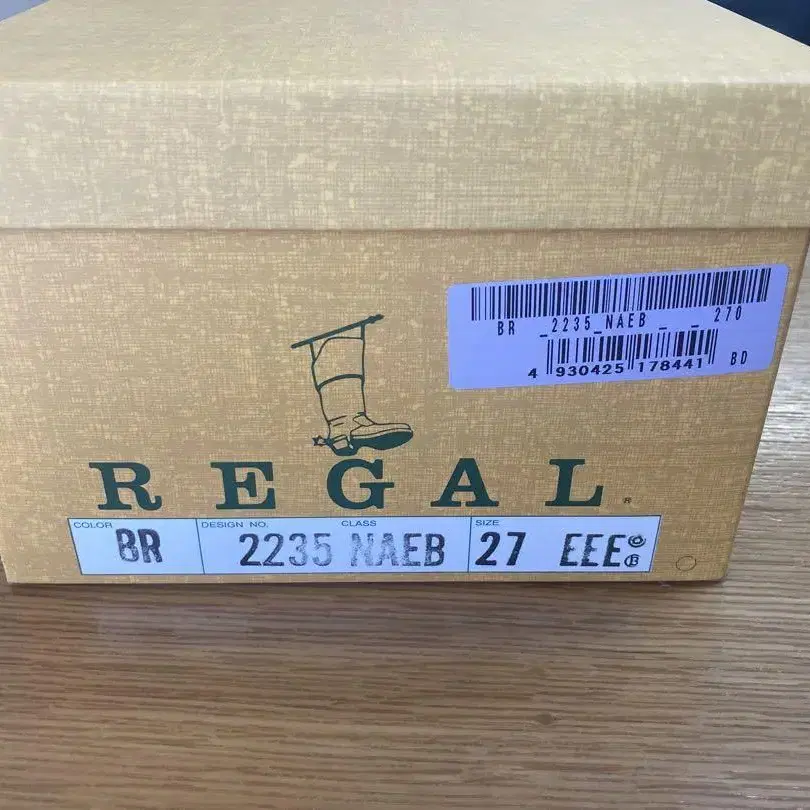 BR _2235_NAEB _ _ 270
4 930425 178441 BD
REGAL ®
COLOR DESIGN NO. CLASS SIZE
BR 2235 NAEB 27 EEE